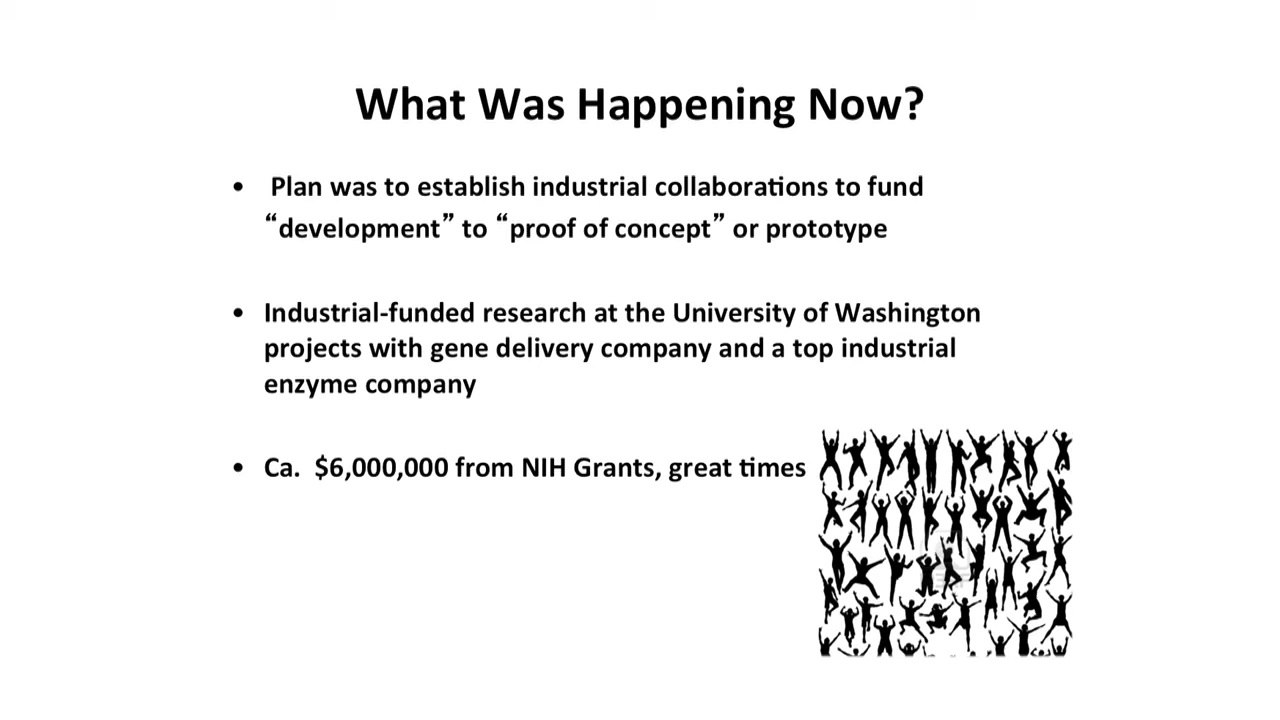 What Was Happening Now?
• Plan was to establish industrial collaborations to fund
“development” to “proof of concept” or prototype
• Industrial-funded research at the University of Washington
projects with gene delivery company and a top industrial
enzyme company
• Ca. $6,000,000 from NIH Grants, great times